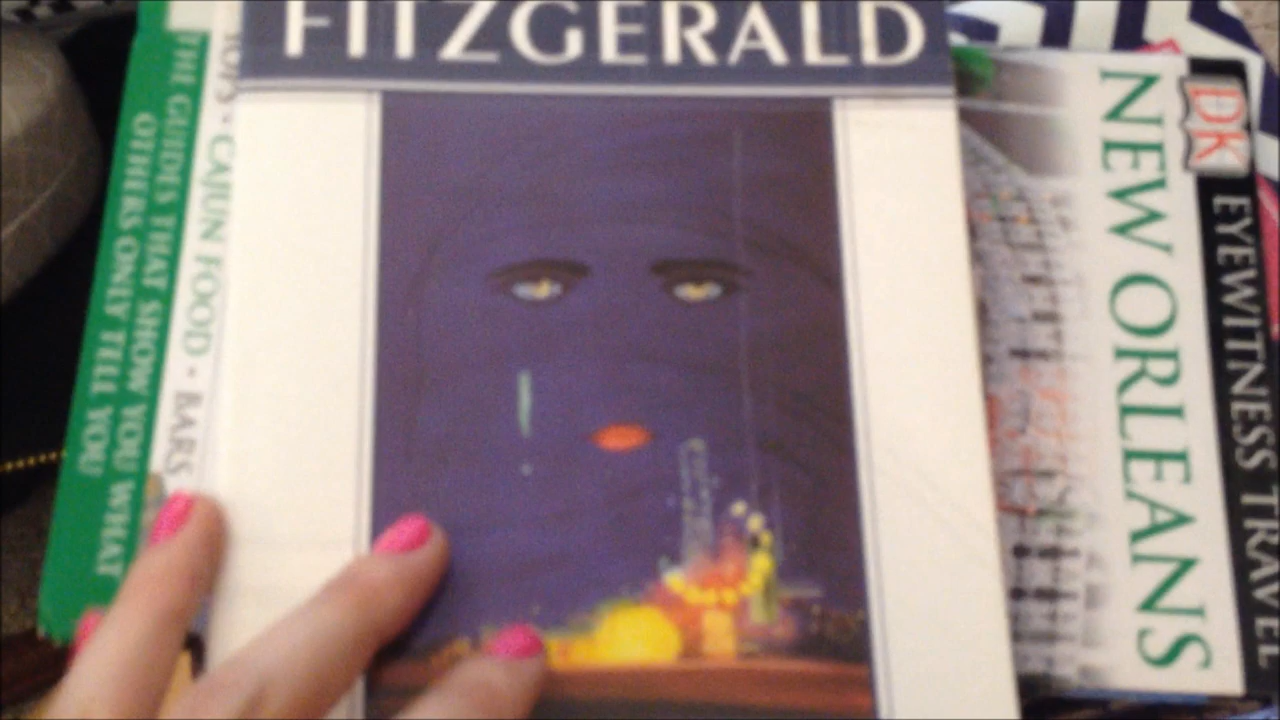 FITZGERALD
THE GUIDES THAT SHOW YOU WHAT
OTHERS ONLY TELL YOU
CAJUN FOOD • BARS
NEW ORLEANS
DK
EYEWITNESS TRAVEL